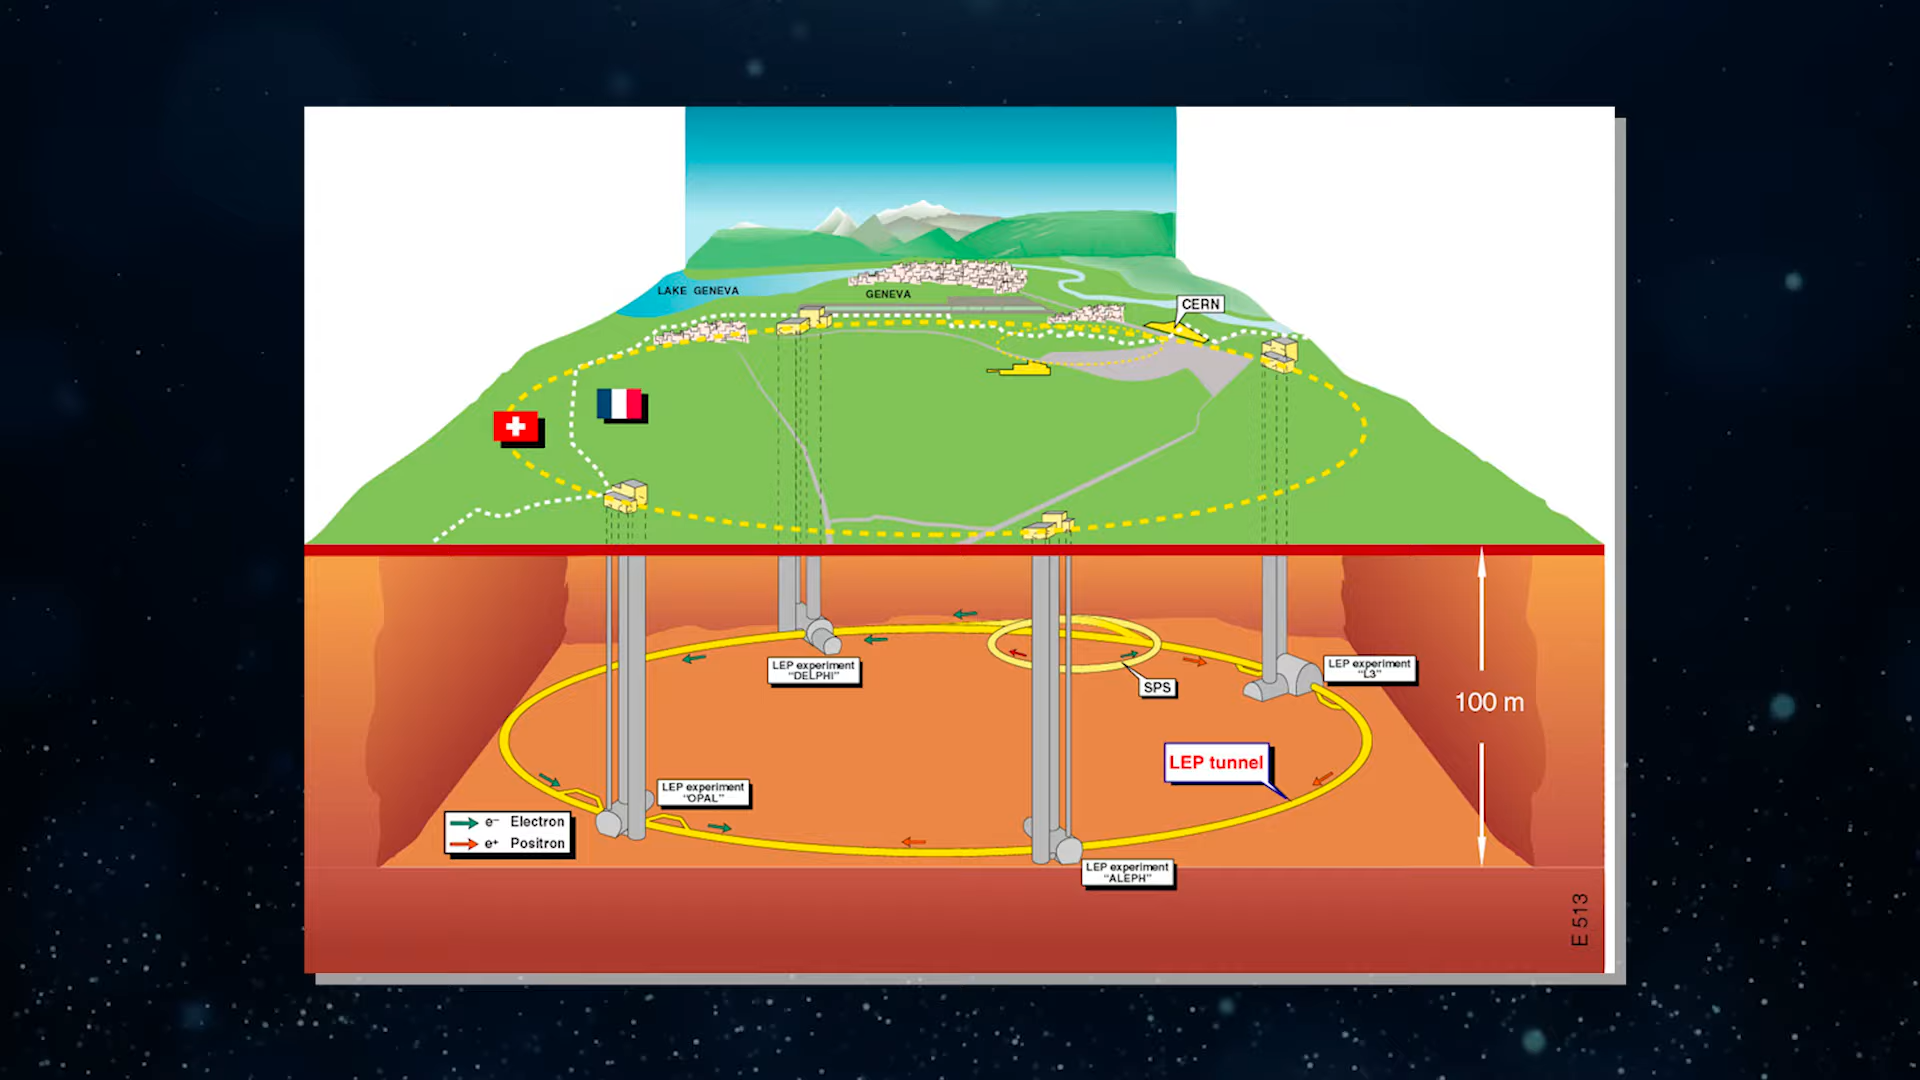 LAKE GENEVA
GENEVA
CERN
LEP experiment
"DELPHI"
SPS
LEP experiment
"L3"
100 m
LEP tunnel
LEP experiment
"OPAL"
e− Electron
e+ Positron
LEP experiment
"ALEPH"
E 513